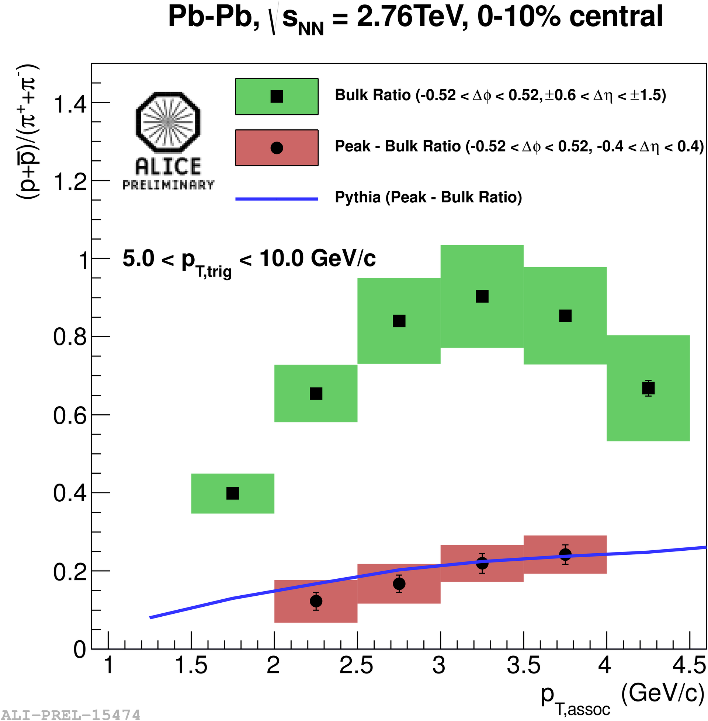 Pb-Pb, √sNN = 2.76TeV, 0-10% central
(p+p̅)/(π⁺+π⁻)
Bulk Ratio (-0.52 < Δϕ < 0.52,±0.6 < Δη < ±1.5)
Peak - Bulk Ratio (-0.52 < Δϕ < 0.52, -0.4 < Δη < 0.4)
Pythia (Peak - Bulk Ratio)
ALICE
PRELIMINARY
5.0 < pT,trig < 10.0 GeV/c
1.4
1.2
1
0.8
0.6
0.4
0.2
0
1 1.5 2 2.5 3 3.5 4 4.5
pT,assoc (GeV/c)
ALI-PREL-15474